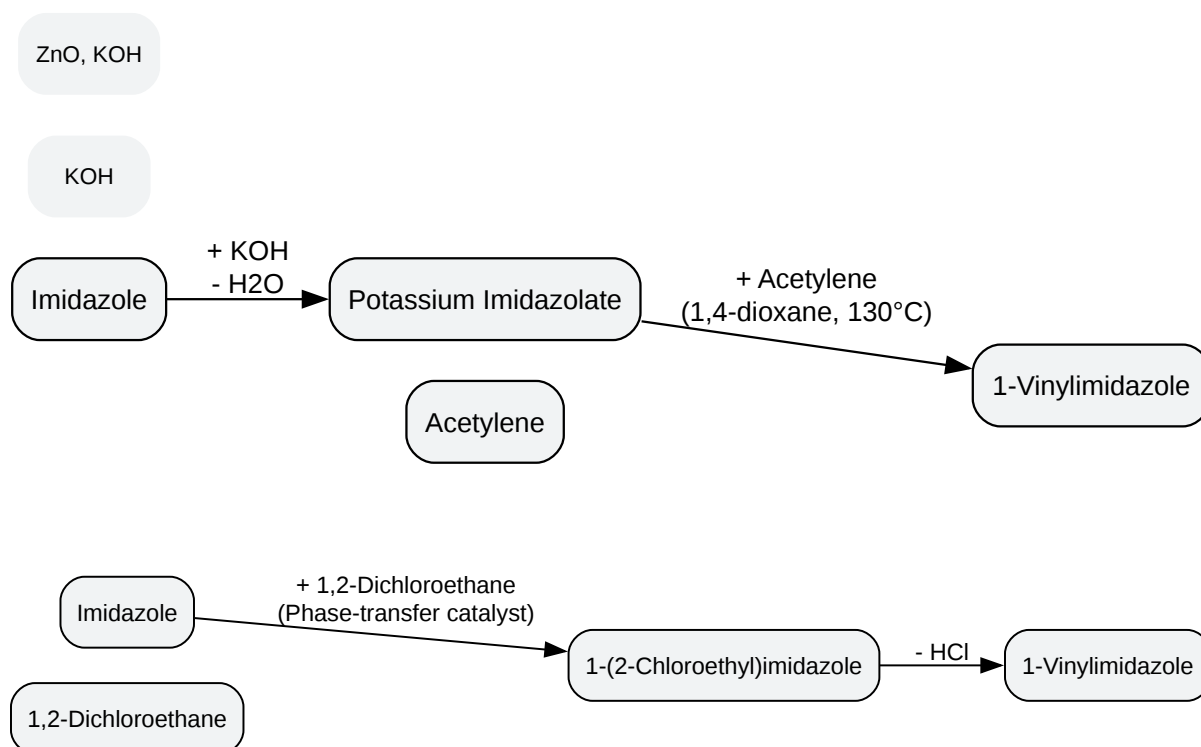 ZnO, KOH
KOH
Imidazole
+ KOH
- H2O
Potassium Imidazolate
+ Acetylene
(1,4-dioxane, 130°C)
1-Vinylimidazole
Acetylene
Imidazole
+ 1,2-Dichloroethane
(Phase-transfer catalyst)
1-(2-Chloroethyl)imidazole
- HCl
1-Vinylimidazole
1,2-Dichloroethane